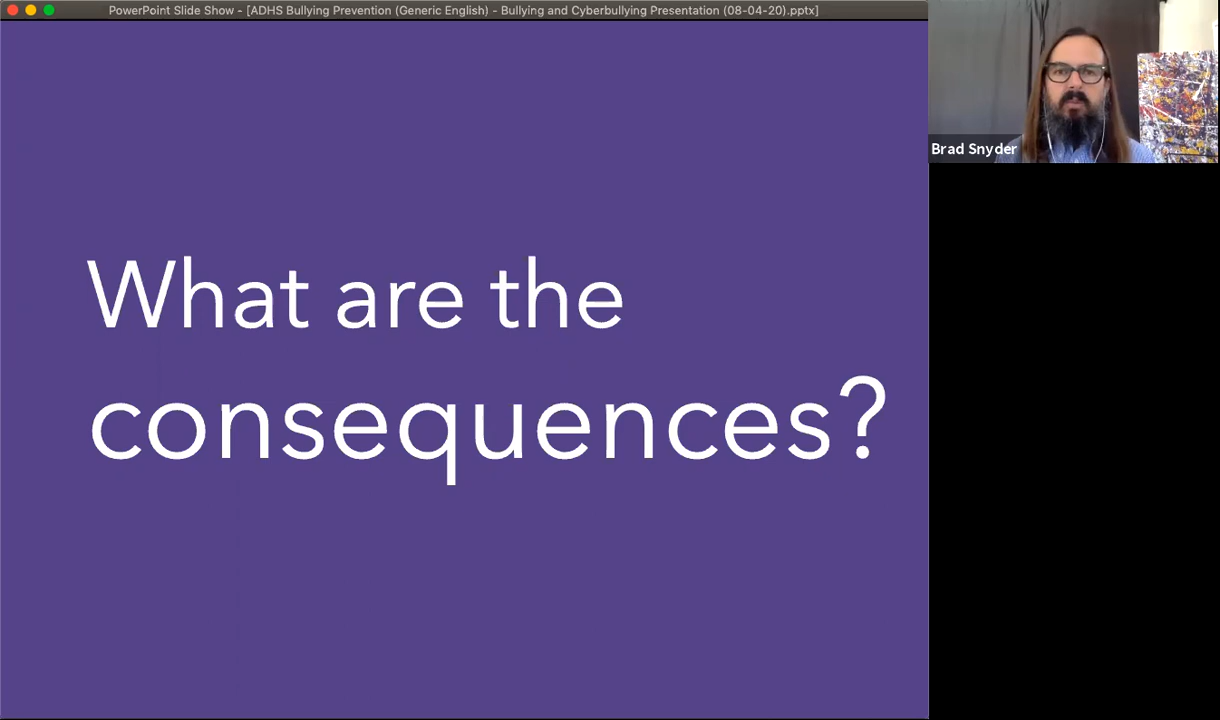 PowerPoint Slide Show - [ADHS Bullying Prevention (Generic English) - Bullying and Cyberbullying Presentation (08-04-20).pptx]
Brad Snyder
What are the
consequences?